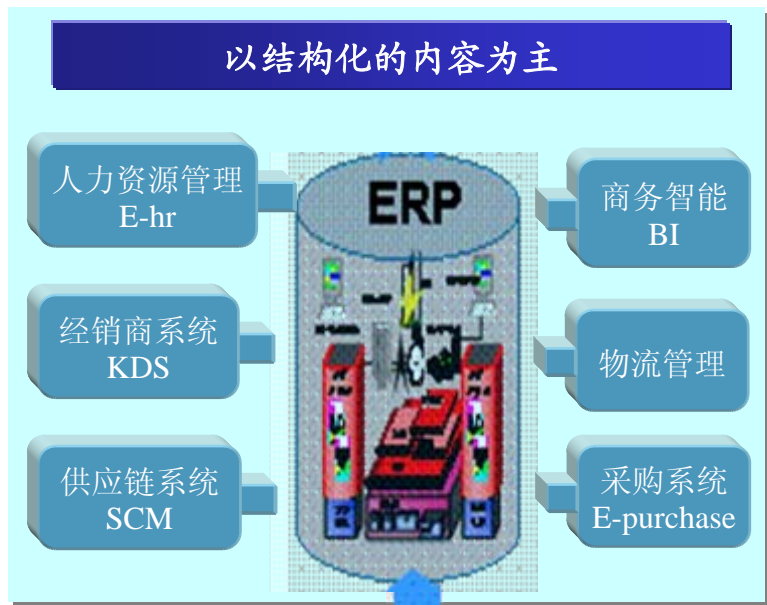 以结构化的内容为主
人力资源管理
E-hr
经销商系统
KDS
供应链系统
SCM
ERP
商务智能
BI
物流管理
采购系统
E-purchase